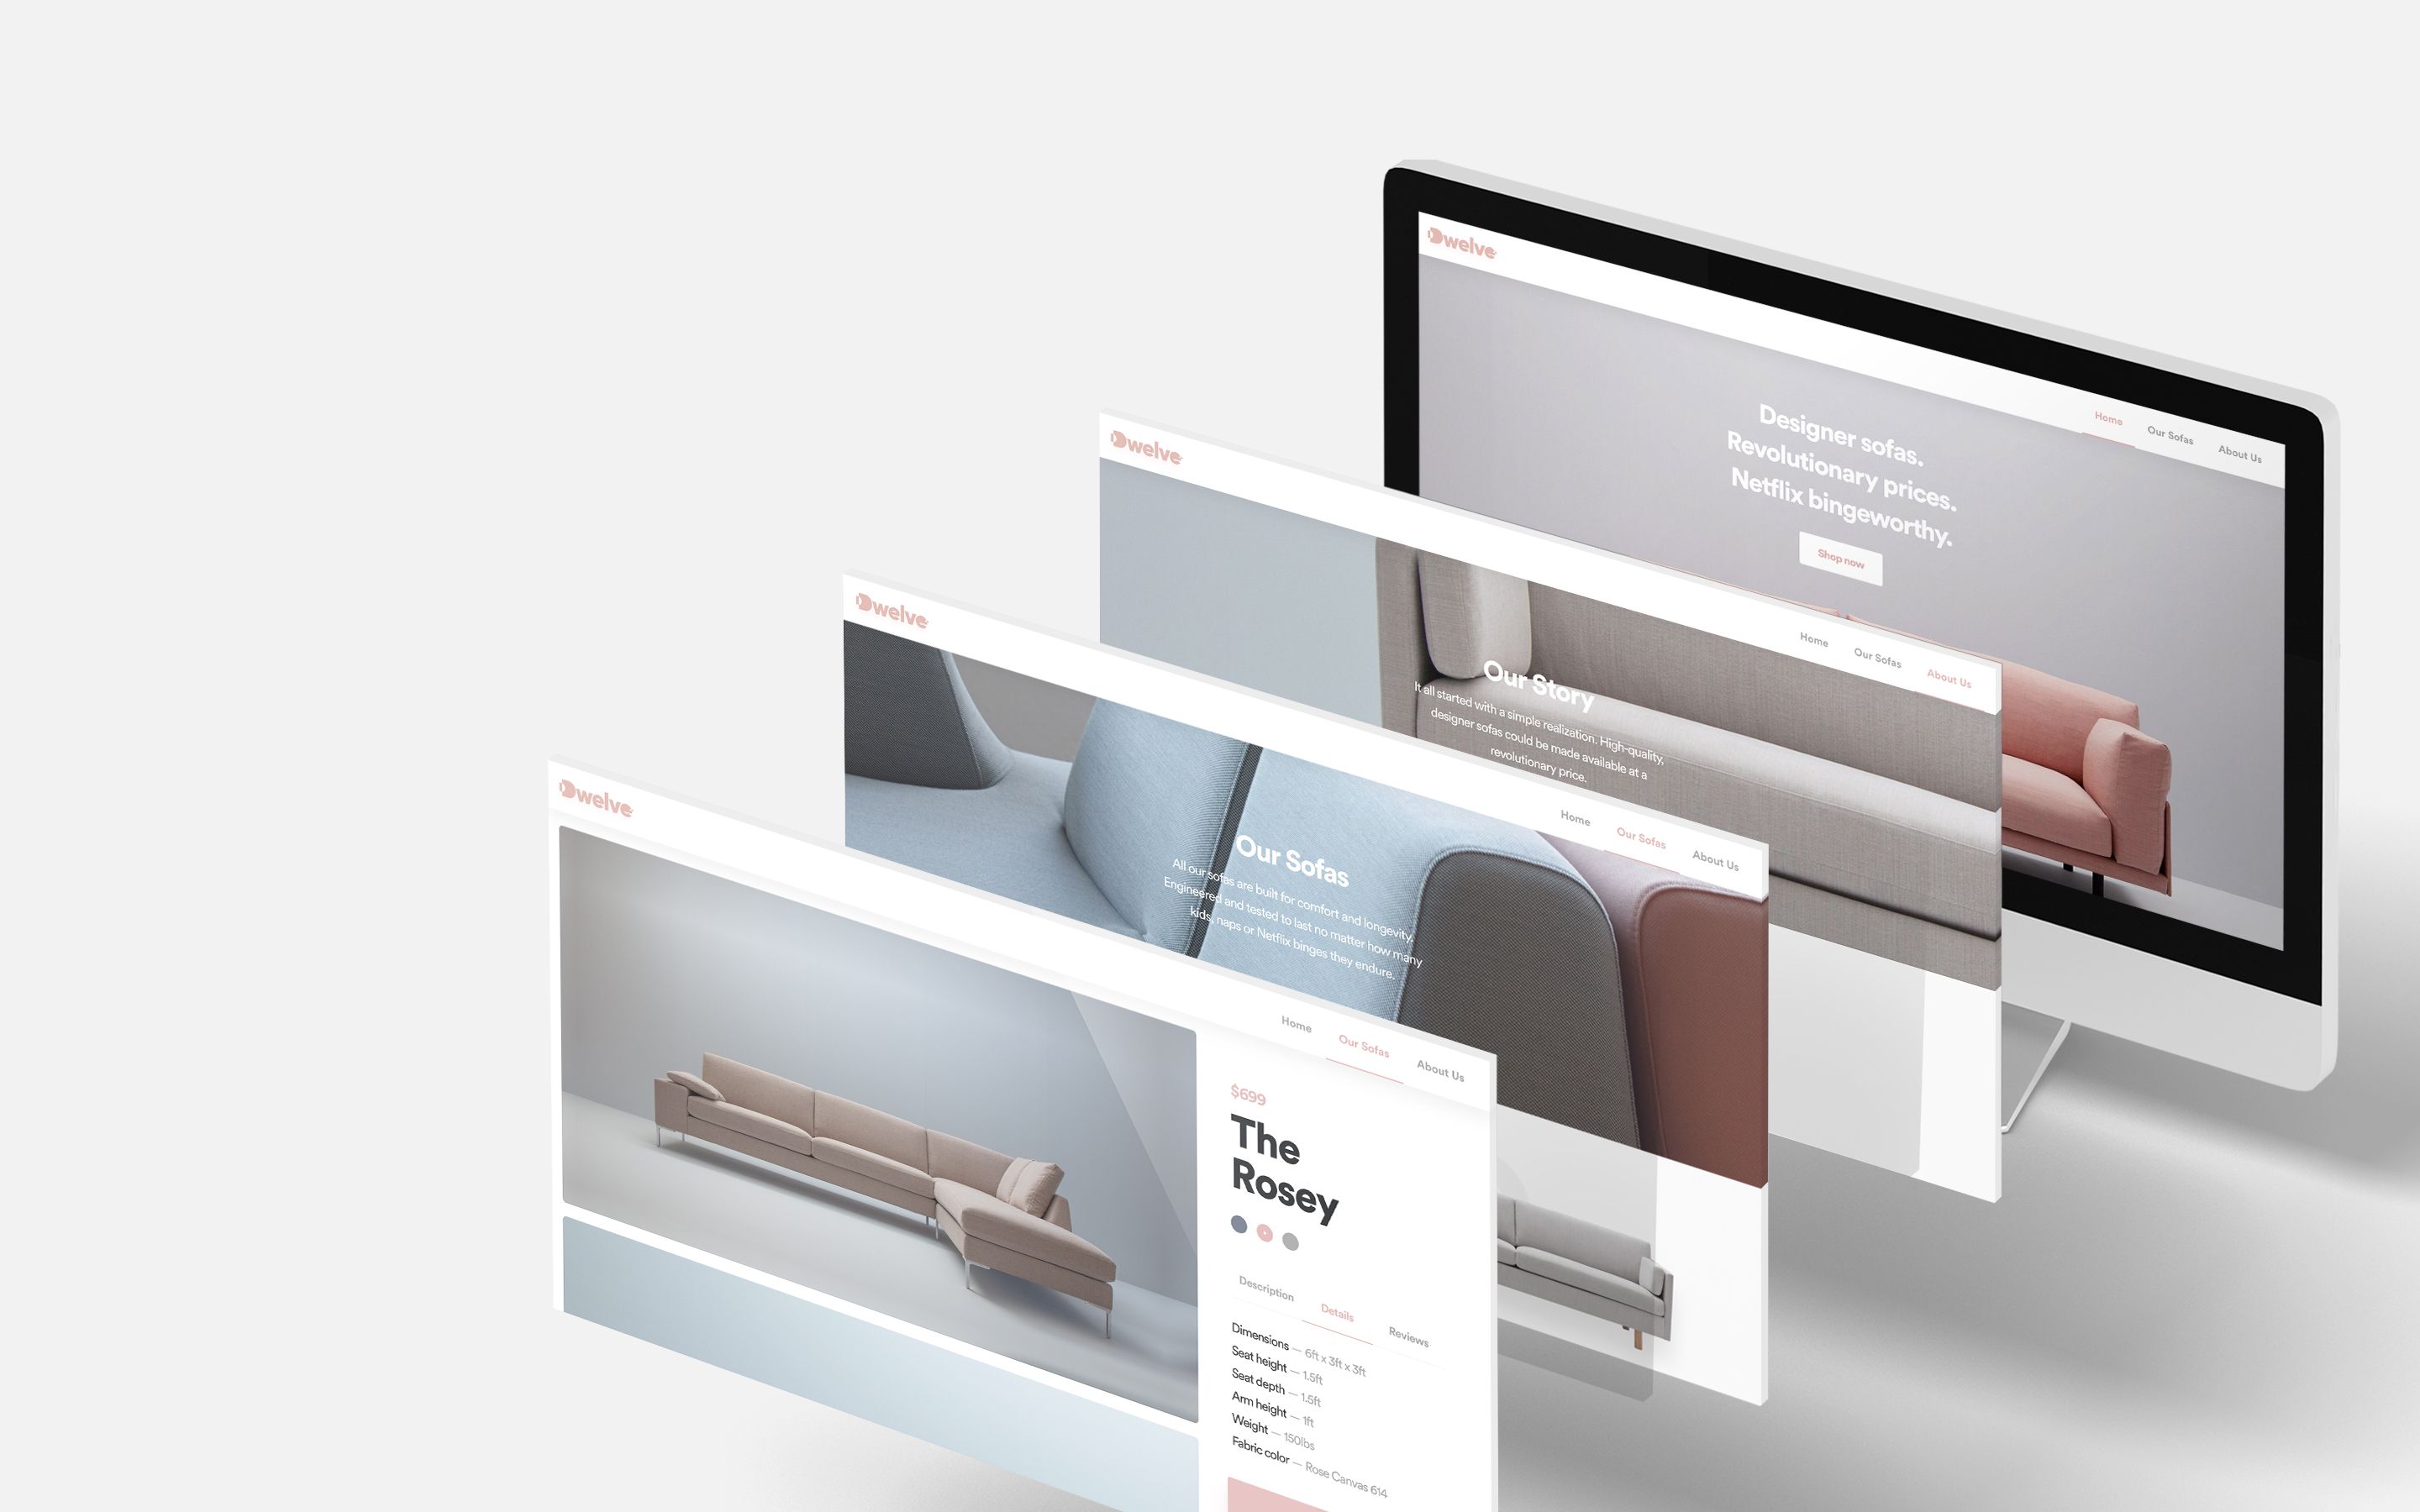 Dwelve
Home Our Sofas About Us
Designer sofas.
Revolutionary prices.
Netflix bingeworthy.
Shop now
Dwelve
Home Our Sofas About Us
Our Story
It all started with a simple realization. High-quality,
designer sofas could be made available at a
revolutionary price.
Dwelve
Home Our Sofas About Us
Our Sofas
All our sofas are built for comfort and longevity.
Engineered and tested to last no matter how many
kids, naps or Netflix binges they endure.
Dwelve
Home Our Sofas About Us
$699
The
Rosey
Description Details Reviews
Dimensions — 6ft x 3ft x 3ft
Seat height — 1.5ft
Seat depth — 1.5ft
Arm height — 1ft
Weight — 150lbs
Fabric color — Rose Canvas 614